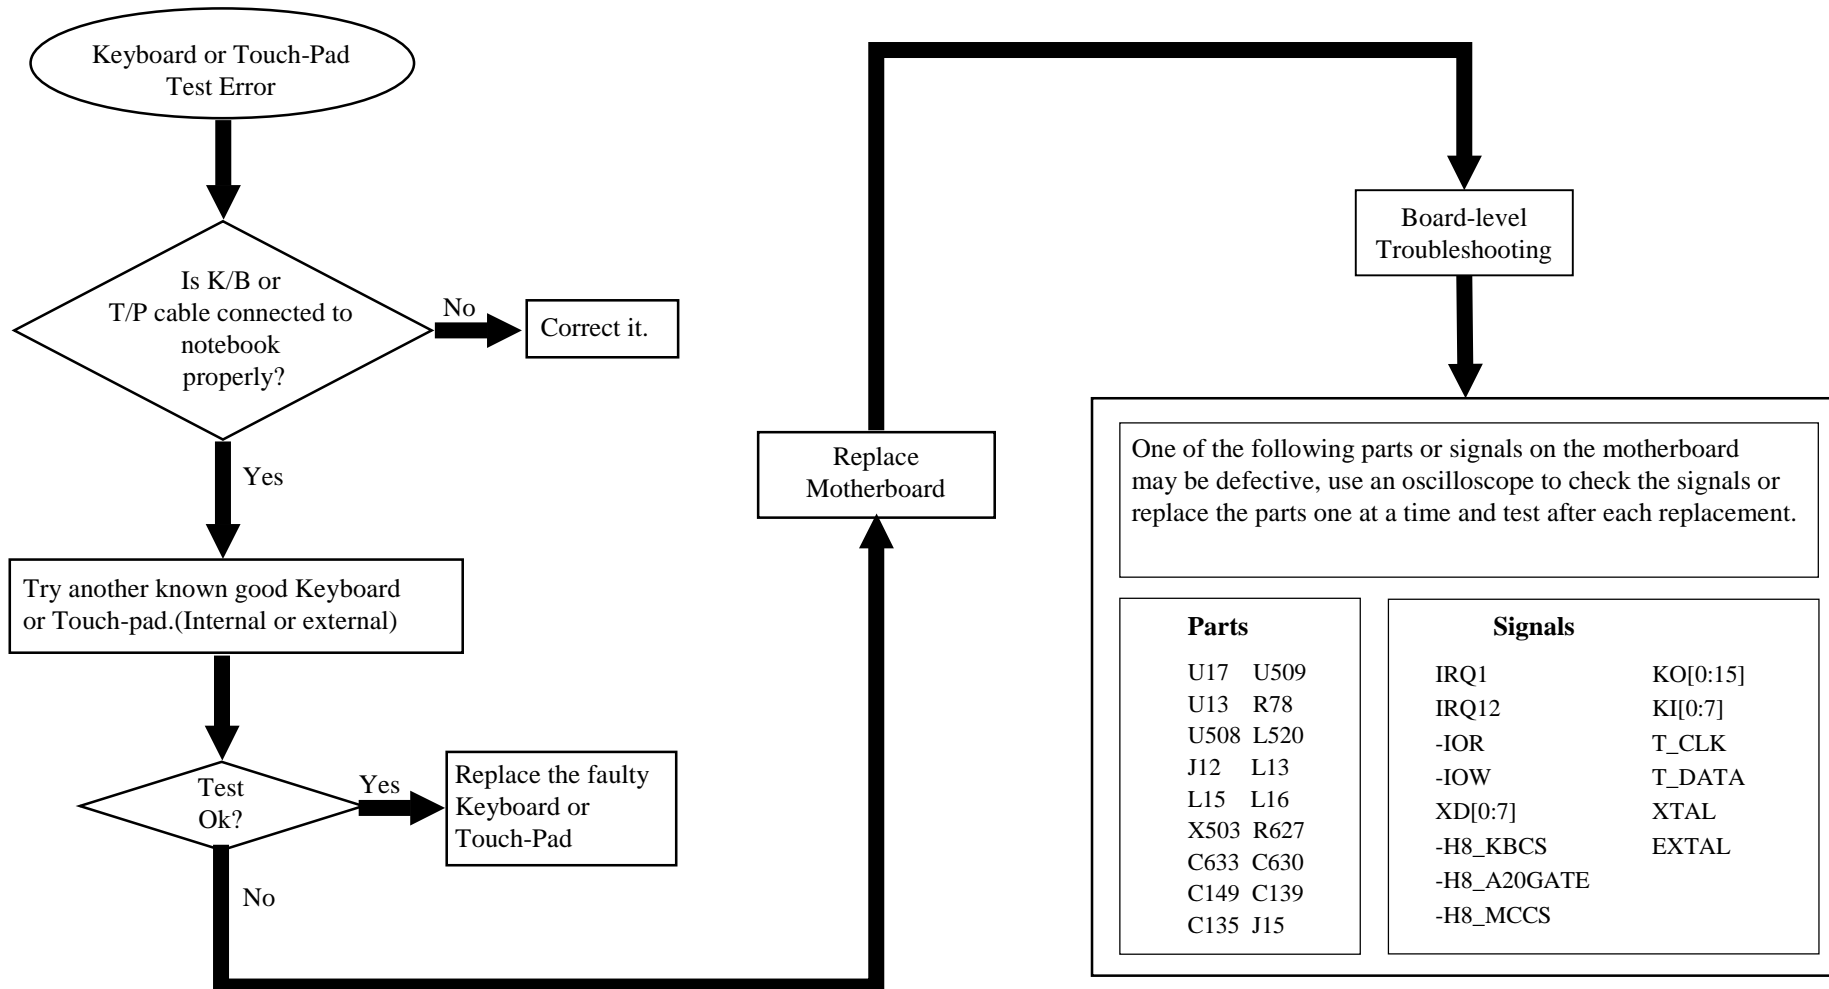 Keyboard or Touch-Pad
Test Error
Is K/B or
T/P cable connected to
notebook
properly?
No
Correct it.
Yes
Try another known good Keyboard
or Touch-pad.(Internal or external)
Test
Ok?
Yes
Replace the faulty
Keyboard or
Touch-Pad
No
Replace
Motherboard
Board-level
Troubleshooting
One of the following parts or signals on the motherboard
may be defective, use an oscilloscope to check the signals or
replace the parts one at a time and test after each replacement.
Parts
U17 U509
U13 R78
U508 L520
J12 L13
L15 L16
X503 R627
C633 C630
C149 C139
C135 J15
Signals
IRQ1 KO[0:15]
IRQ12 KI[0:7]
-IOR T_CLK
-IOW T_DATA
XD[0:7] XTAL
-H8_KBCS EXTAL
-H8_A20GATE
-H8_MCCS